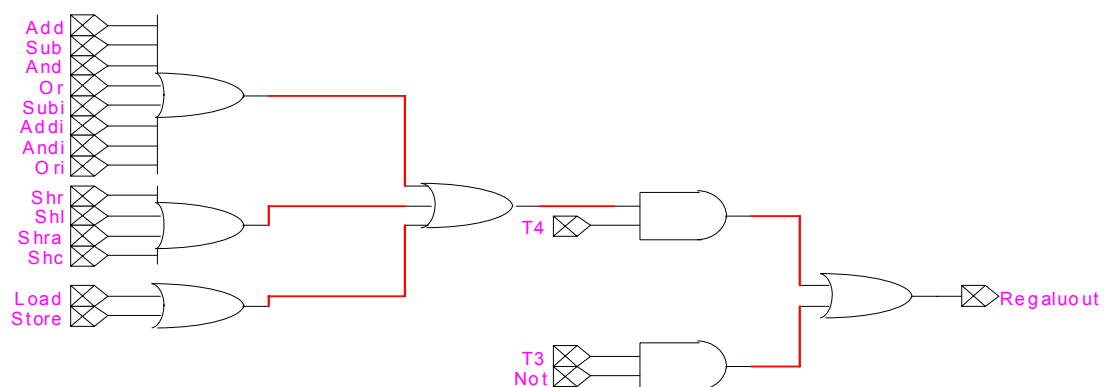 Add
Sub
And
Or
Subi
Addi
Andi
Ori
Shr
Shl
Shra
Shc
Load
Store
T4
T3
Not
Regaluout